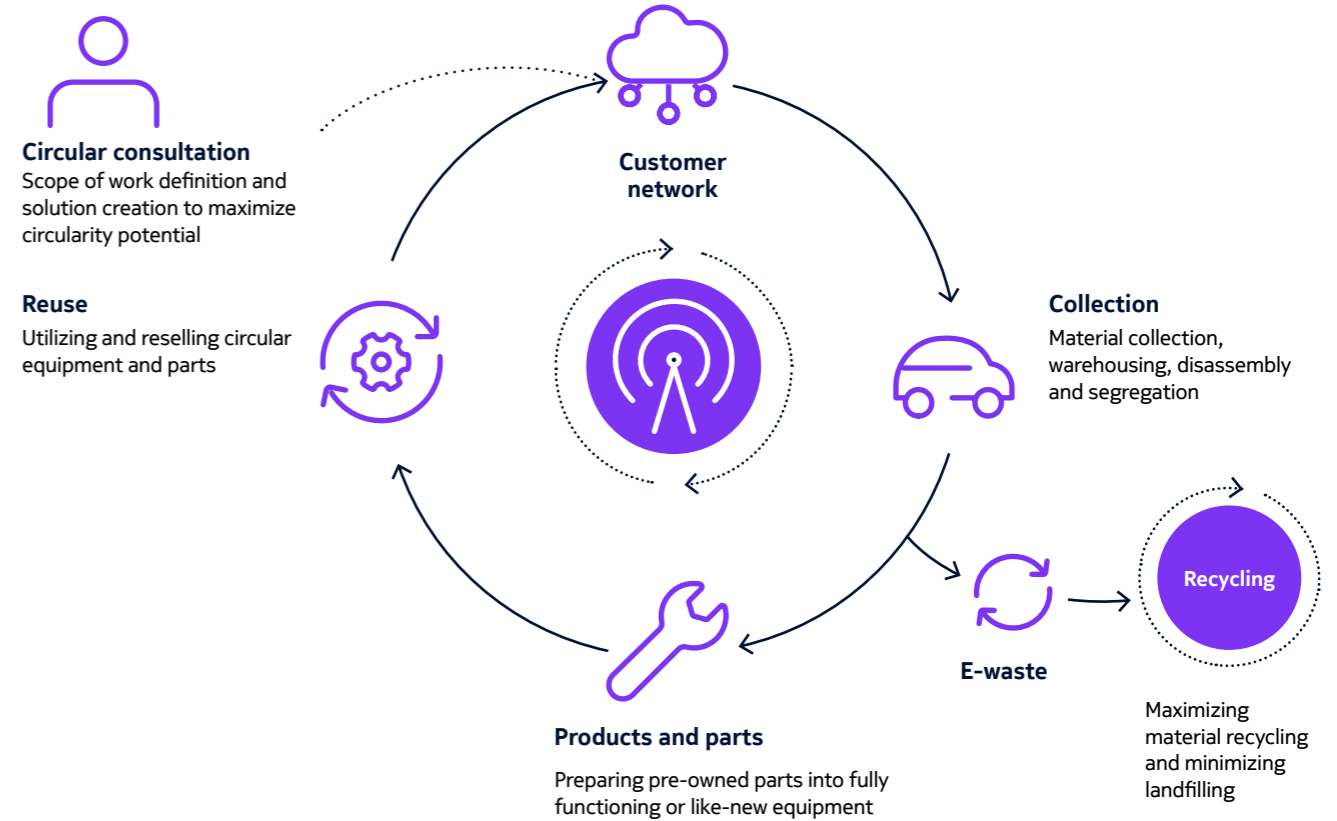 Circular consultation
Scope of work definition and
solution creation to maximize
circularity potential
Customer
network
Reuse
Utilizing and reselling circular
equipment and parts
Collection
Material collection,
warehousing, disassembly
and segregation
Recycling
E-waste
Maximizing
material recycling
and minimizing
landfilling
Products and parts
Preparing pre-owned parts into fully
functioning or like-new equipment